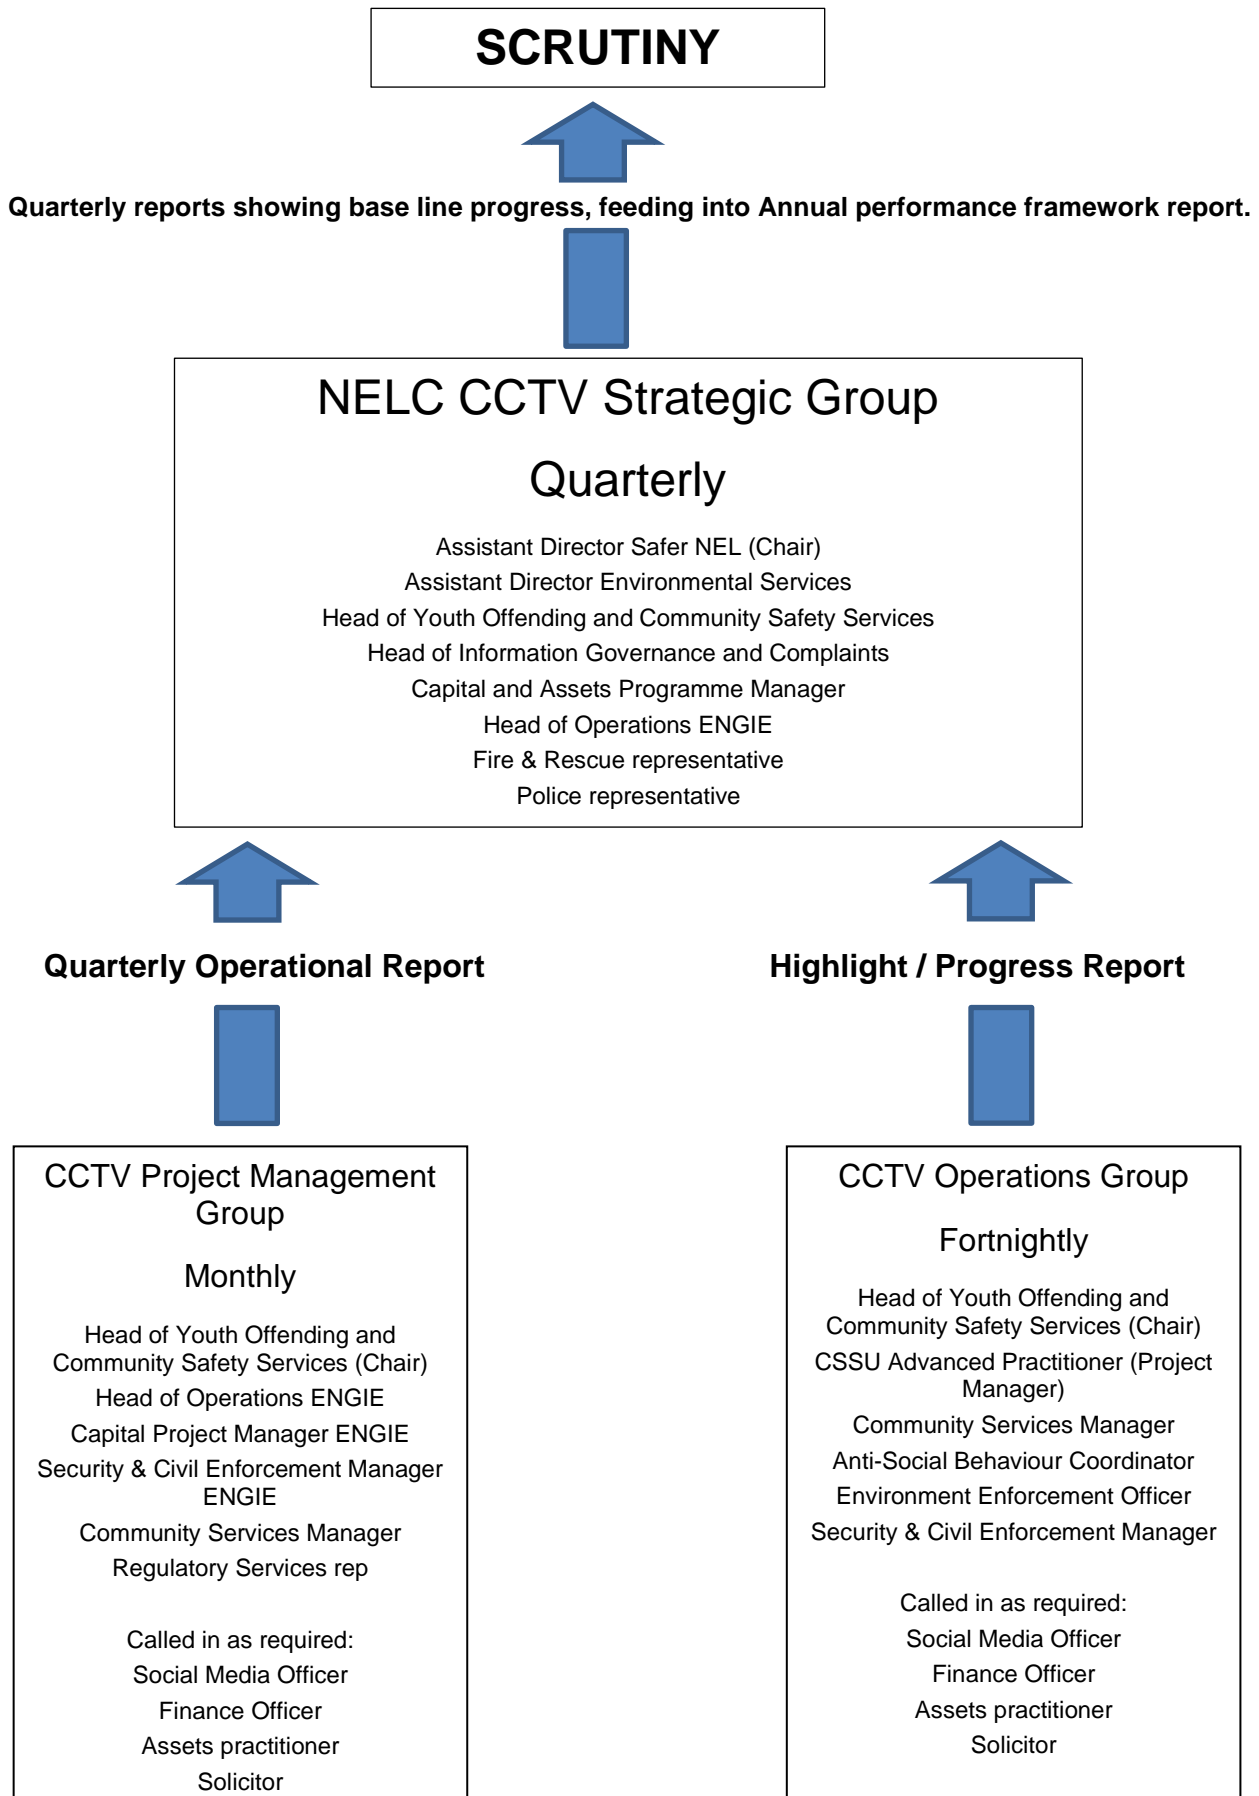 SCRUTINY
Quarterly reports showing base line progress, feeding into Annual performance framework report.
NELC CCTV Strategic Group
Quarterly
Assistant Director Safer NEL (Chair)
Assistant Director Environmental Services
Head of Youth Offending and Community Safety Services
Head of Information Governance and Complaints
Capital and Assets Programme Manager
Head of Operations ENGIE
Fire & Rescue representative
Police representative
Quarterly Operational Report
Highlight / Progress Report
CCTV Project Management
Group
Monthly
Head of Youth Offending and
Community Safety Services (Chair)
Head of Operations ENGIE
Capital Project Manager ENGIE
Security & Civil Enforcement Manager
ENGIE
Community Services Manager
Regulatory Services rep
Called in as required:
Social Media Officer
Finance Officer
Assets practitioner
Solicitor
CCTV Operations Group
Fortnightly
Head of Youth Offending and
Community Safety Services (Chair)
CSSU Advanced Practitioner (Project
Manager)
Community Services Manager
Anti-Social Behaviour Coordinator
Environment Enforcement Officer
Security & Civil Enforcement Manager
Called in as required:
Social Media Officer
Finance Officer
Assets practitioner
Solicitor